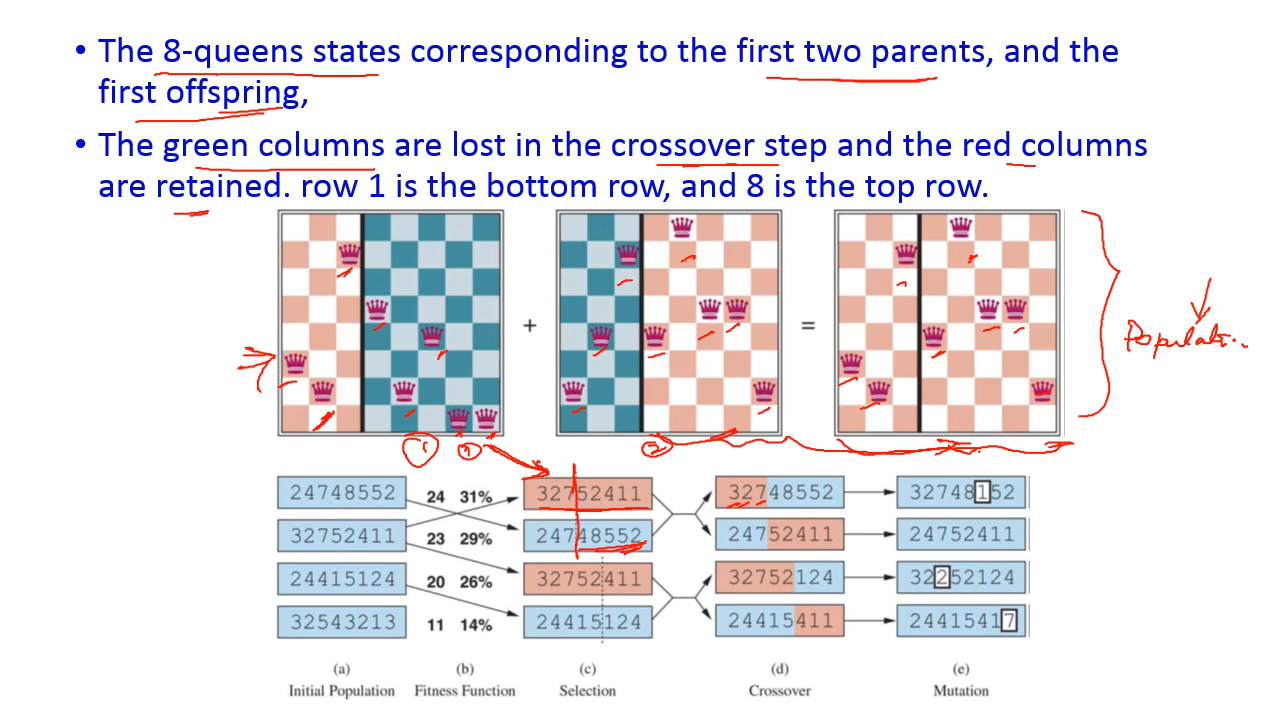 • The 8-queens states corresponding to the first two parents, and the
first offspring,
• The green columns are lost in the crossover step and the red columns
are retained. row 1 is the bottom row, and 8 is the top row.
+
=
1
1
2
24748552 24 31% 32752411 32748552 32748152
32752411 23 29% 24748552 24752411 24752411
24415124 20 26% 32752411 32752124 32252124
32543213 11 14% 24415124 24415411 24415417
(a) (b) (c) (d) (e)
Initial Population Fitness Function Selection Crossover Mutation